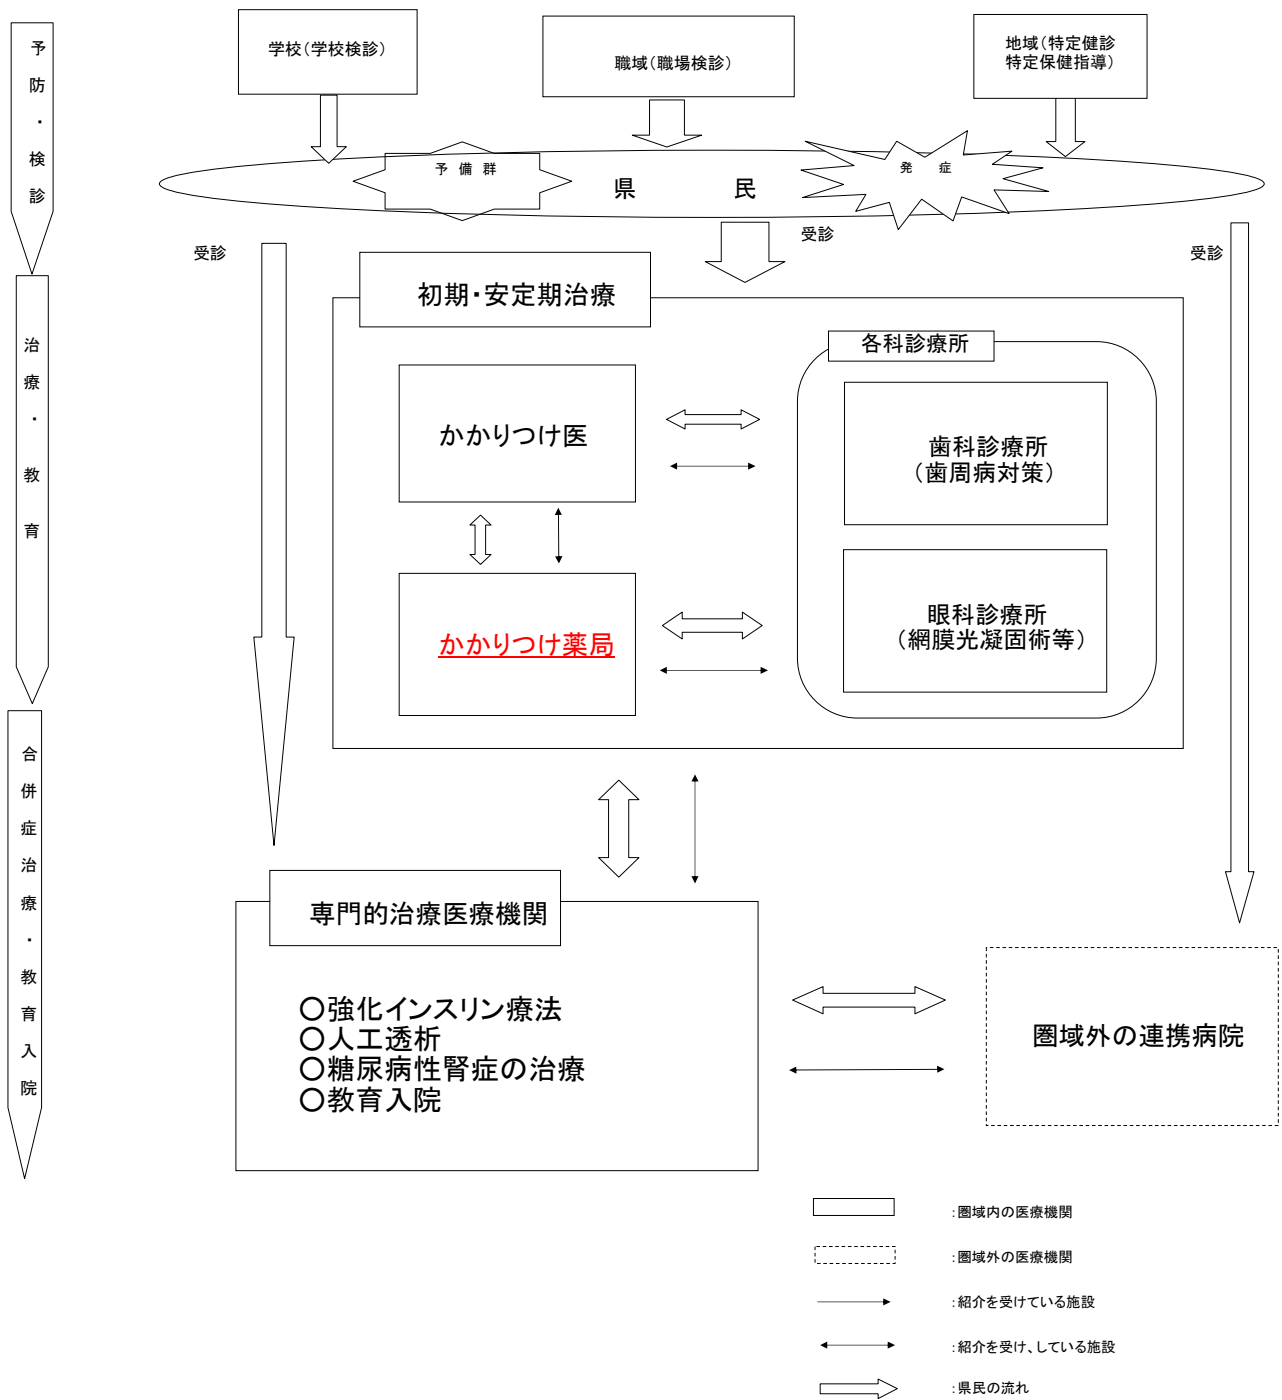 予防・検診
学校(学校検診)
職域(職場検診)
地域(特定健診
特定保健指導)
予備群
県民
発症
受診
受診
受診
治療・教育
初期・安定期治療
各科診療所
かかりつけ医
歯科診療所
(歯周病対策)
かかりつけ薬局
眼科診療所
(網膜光凝固術等)
合併症治療・教育入院
専門的治療医療機関
○強化インスリン療法
○人工透析
○糖尿病性腎症の治療
○教育入院
圏域外の連携病院
:圏域内の医療機関
:圏域外の医療機関
:紹介を受けている施設
:紹介を受け、している施設
:県民の流れ